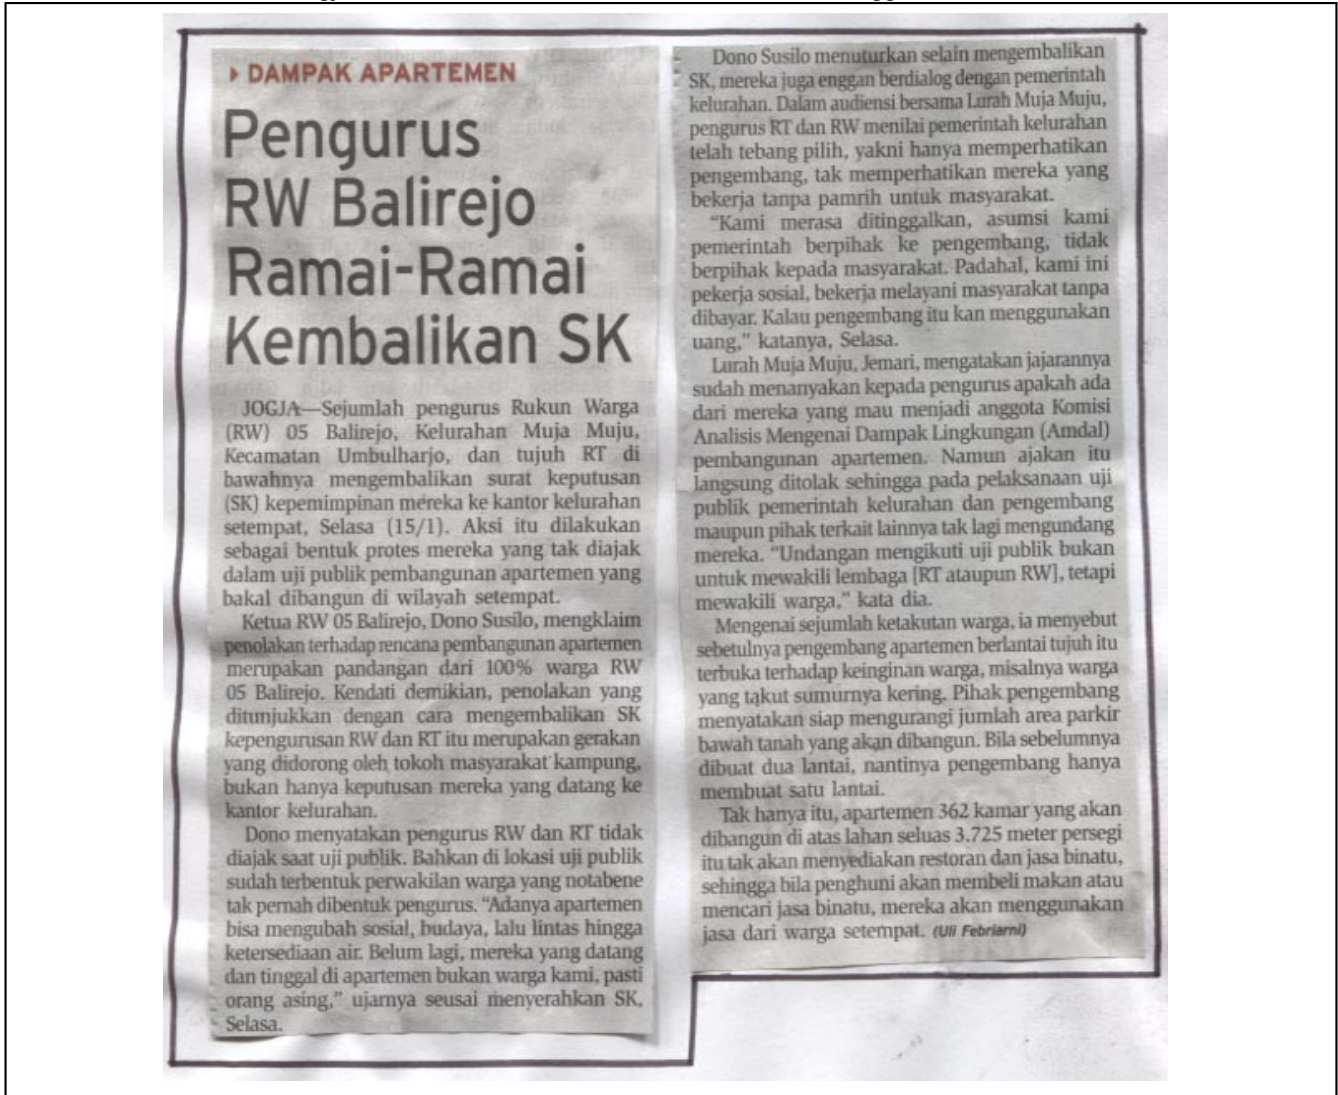 DAMPAK APARTEMEN
Pengurus
RW Balirejo
Ramai-Ramai
Kembalikan SK
JOGJA—Sejumlah pengurus Rukun Warga
(RW) 05 Balirejo, Kelurahan Muja Muju,
Kecamatan Umbulharjo, dan tujuh RT di
bawahnya mengembalikan surat keputusan
(SK) kepemimpinan mereka ke kantor kelurahan
setempat, Selasa (15/1). Aksi itu dilakukan
sebagai bentuk protes mereka yang tak diajak
dalam uji publik pembangunan apartemen yang
bakal dibangun di wilayah setempat.
Ketua RW 05 Balirejo, Dono Susilo, mengklaim
penolakan terhadap rencana pembangunan apartemen
merupakan pandangan dari 100% warga RW
05 Balirejo. Kendati demikian, penolakan yang
ditunjukkan dengan cara mengembalikan SK
kepengurusan RW dan RT itu merupakan gerakan
yang didorong oleh tokoh masyarakat kampung,
bukan hanya keputusan mereka yang datang ke
kantor kelurahan.
Dono menyatakan pengurus RW dan RT tidak
diajak saat uji publik. Bahkan di lokasi uji publik
sudah terbentuk perwakilan warga yang notabene
tak pernah dibentuk pengurus. “Adanya apartemen
bisa mengubah sosial, budaya, lalu lintas hingga
ketersediaan air. Belum lagi, mereka yang datang
dan tinggal di apartemen bukan warga kami, pasti
orang asing,” ujarnya seusai menyerahkan SK,
Selasa.
Dono Susilo menuturkan selain mengembalikan
SK, mereka juga enggan berdialog dengan pemerintah
kelurahan. Dalam audiensi bersama Lurah Muja Muju,
pengurus RT dan RW menilai pemerintah kelurahan
telah tebang pilih, yakni hanya memperhatikan
pengembang, tak memperhatikan mereka yang
bekerja tanpa pamrih untuk masyarakat.
“Kami merasa ditinggalkan, asumsi kami
pemerintah berpihak ke pengembang, tidak
berpihak kepada masyarakat. Padahal, kami ini
pekerja sosial, bekerja melayani masyarakat tanpa
dibayar. Kalau pengembang itu kan menggunakan
uang,” katanya, Selasa.
Lurah Muja Muju, Jemari, mengatakan jajarannya
sudah menanyakan kepada pengurus apakah ada
dari mereka yang mau menjadi anggota Komisi
Analisis Mengenai Dampak Lingkungan (Amdal)
pembangunan apartemen. Namun ajakan itu
langsung ditolak sehingga pada pelaksanaan uji
publik pemerintah kelurahan dan pengembang
maupun pihak terkait lainnya tak lagi mengundang
mereka. “Undangan mengikuti uji publik bukan
untuk mewakili lembaga [RT ataupun RW], tetapi
mewakili warga,” kata dia.
Mengenai sejumlah ketakutan warga, ia menyebut
sebetulnya pengembang apartemen berlantai tujuh itu
terbuka terhadap keinginan warga, misalnya warga
yang takut sumurnya kering. Pihak pengembang
menyatakan siap mengurangi jumlah area parkir
bawah tanah yang akan dibangun. Bila sebelumnya
dibuat dua lantai, nantinya pengembang hanya
membuat satu lantai.
Tak hanya itu, apartemen 362 kamar yang akan
dibangun di atas lahan seluas 3.725 meter persegi
itu tak akan menyediakan restoran dan jasa binatu,
sehingga bila penghuni akan membeli makan atau
mencari jasa binatu, mereka akan menggunakan
jasa dari warga setempat. (Uli Febriarni)